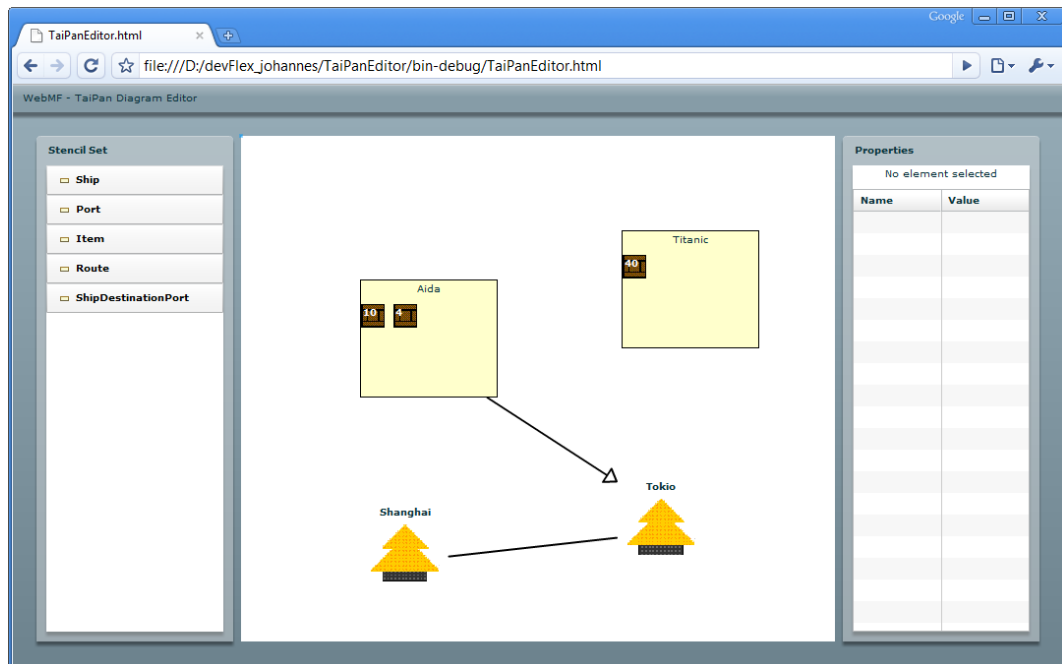 Google
TaiPanEditor.html
file:///D:/devFlex_johannes/TaiPanEditor/bin-debug/TaiPanEditor.html
WebMF - TaiPan Diagram Editor
Stencil Set
Ship
Port
Item
Route
ShipDestinationPort
Titanic
40
Aida
10 4
Tokio
Shanghai
Properties
No element selected
Name Value